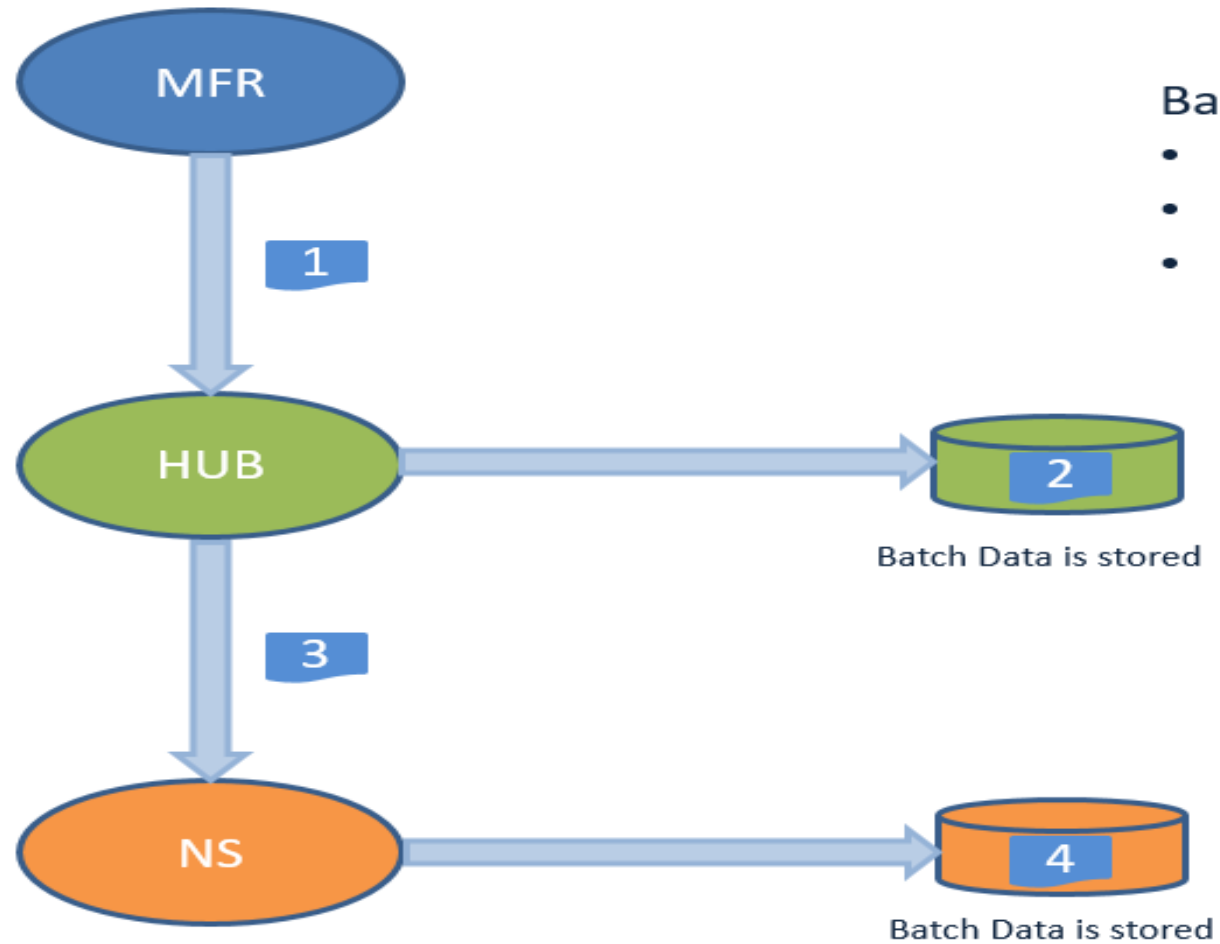 MFR
Ba
•
•
•
1
HUB
2
Batch Data is stored
3
NS
4
Batch Data is stored